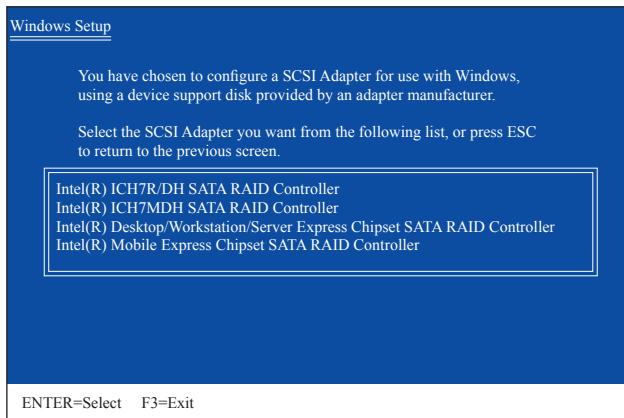 Windows Setup
You have chosen to configure a SCSI Adapter for use with Windows,
using a device support disk provided by an adapter manufacturer.
Select the SCSI Adapter you want from the following list, or press ESC
to return to the previous screen.
Intel(R) ICH7R/DH SATA RAID Controller
Intel(R) ICH7MDH SATA RAID Controller
Intel(R) Desktop/Workstation/Server Express Chipset SATA RAID Controller
Intel(R) Mobile Express Chipset SATA RAID Controller
ENTER=Select F3=Exit